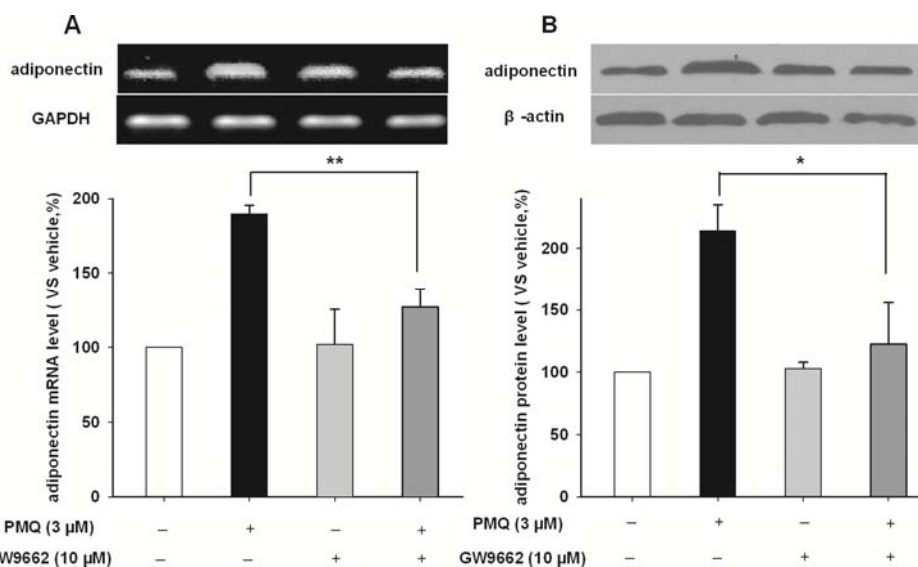 A
adiponectin
GAPDH
**
adiponectin mRNA level ( VS vehicle,%)
200
150
100
50
0
PMQ (3 µM) – + – +
W9662 (10 µM) – – + +
B
adiponectin
β -actin
*
adiponectin protein level ( VS vehicle,%)
200
150
100
50
0
PMQ (3 µM) – + – +
GW9662 (10 µM) – – + +